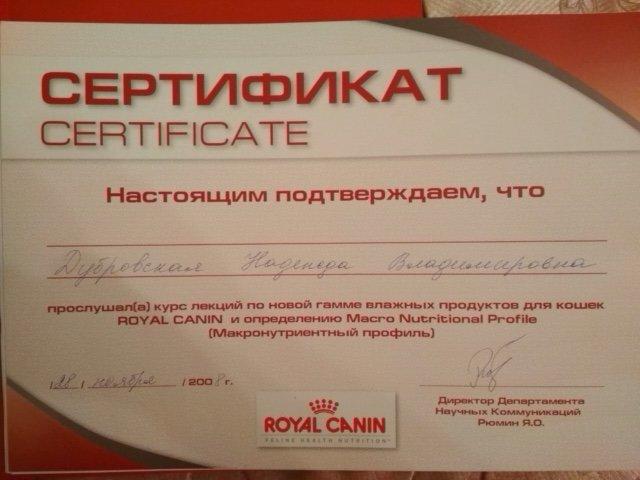 СЕРТИФИКАТ
CERTIFICATE
Настоящим подтверждаем, что
Дубровская Надежда Владимировна
прослушал(а) курс лекций по новой гамме влажных продуктов для кошек
ROYAL CANIN и определению Macro Nutritional Profile
(Макронутриентный профиль)
"28" ноября /2008 г.
Директор Департамента
Научных Коммуникаций
Рюмин Я.О.
ROYAL CANIN
FELINE HEALTH NUTRITION